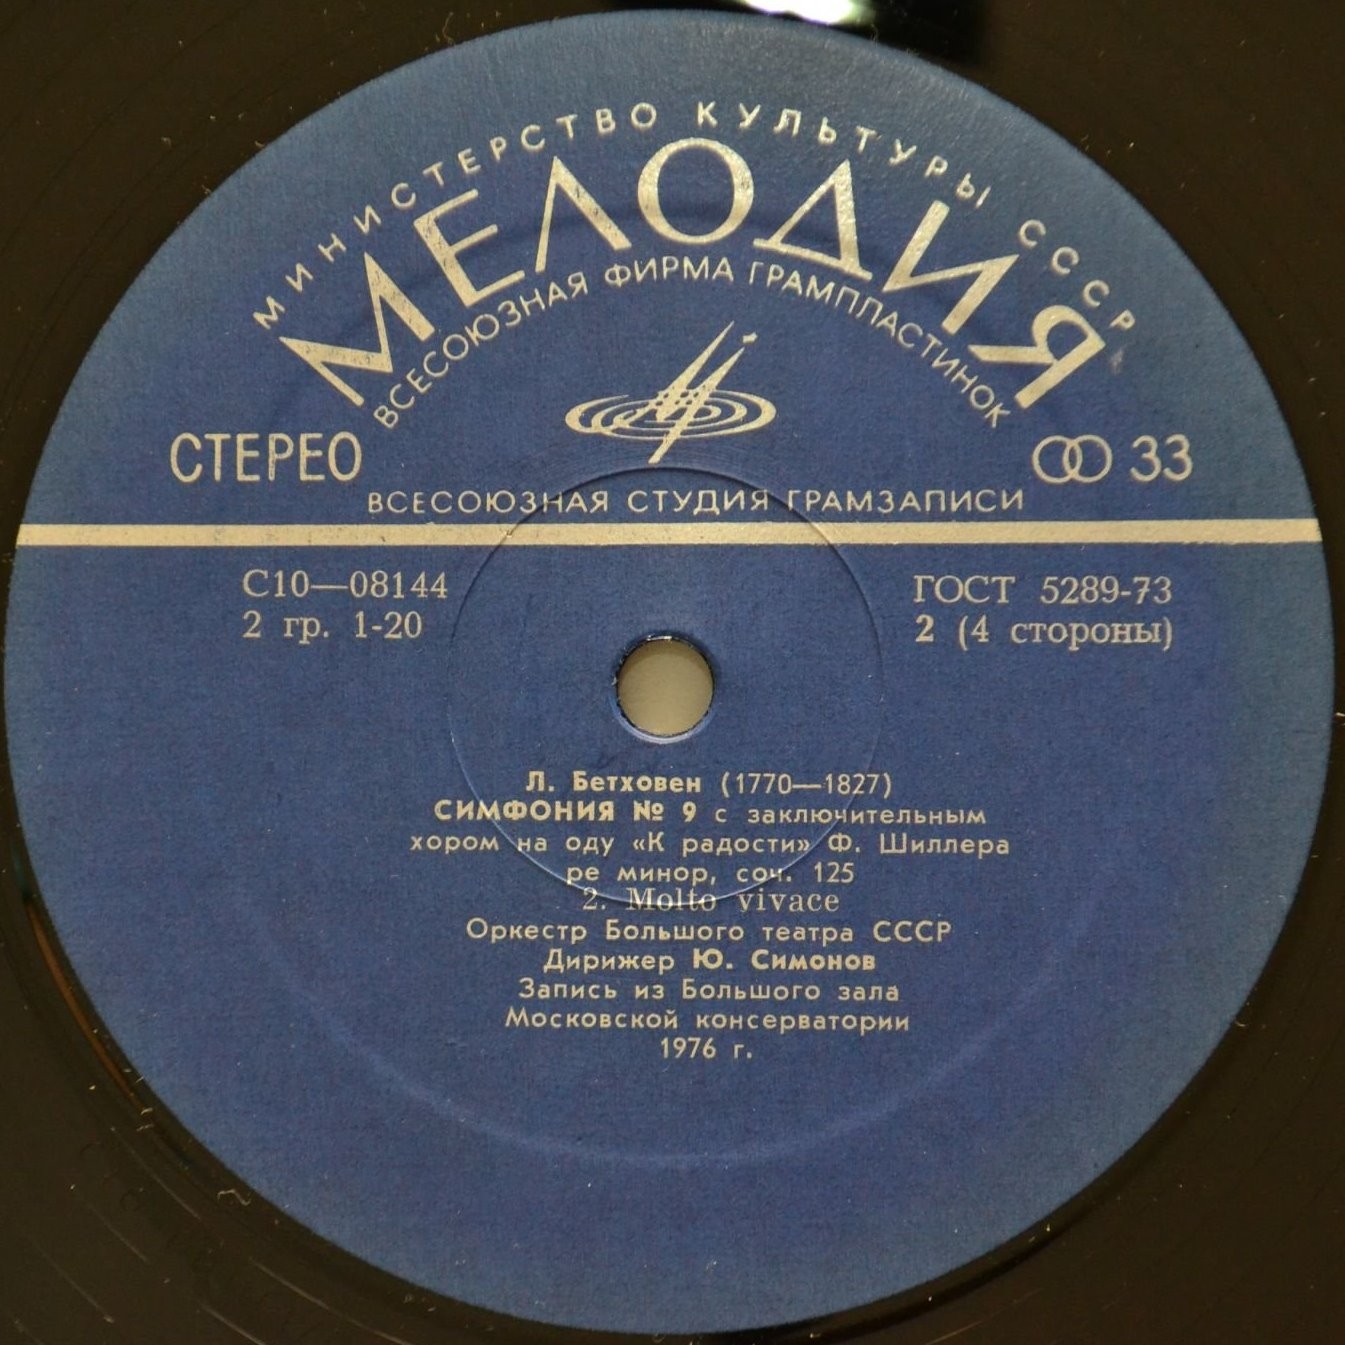 МИНИСТЕРСТВО КУЛЬТУРЫ СССР
МЕЛОДИЯ
ВСЕСОЮЗНАЯ ФИРМА ГРАМПЛАСТИНОК
СТЕРЕО
33
ВСЕСОЮЗНАЯ СТУДИЯ ГРАМЗАПИСИ
С10—08144
2 гр. 1-20
ГОСТ 5289-73
2 (4 стороны)
Л. Бетховен (1770—1827)
СИМФОНИЯ № 9 с заключительным
хором на оду «К радости» Ф. Шиллера
ре минор, соч. 125
2. Molto vivace
Оркестр Большого театра СССР
Дирижер Ю. Симонов
Запись из Большого зала
Московской консерватории
1976 г.